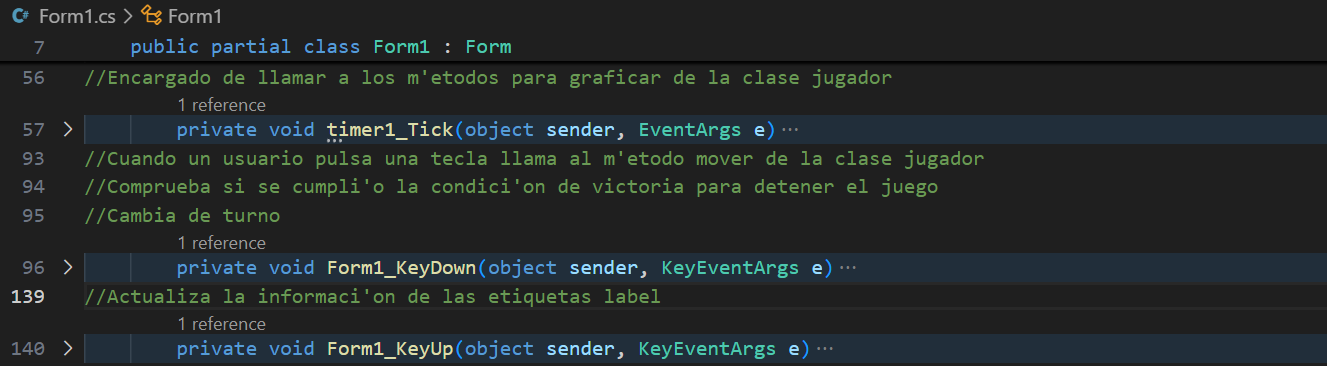 C# Form1.cs > Form1
7 public partial class Form1 : Form
56 //Encargado de llamar a los m'etodos para graficar de la clase jugador
1 reference
57 > private void timer1_Tick(object sender, EventArgs e)···
93 //Cuando un usuario pulsa una tecla llama al m'etodo mover de la clase jugador
94 //Comprueba si se cumpli'o la condici'on de victoria para detener el juego
95 //Cambia de turno
1 reference
96 > private void Form1_KeyDown(object sender, KeyEventArgs e)···
139 //Actualiza la informaci'on de las etiquetas label
1 reference
140 > private void Form1_KeyUp(object sender, KeyEventArgs e)···